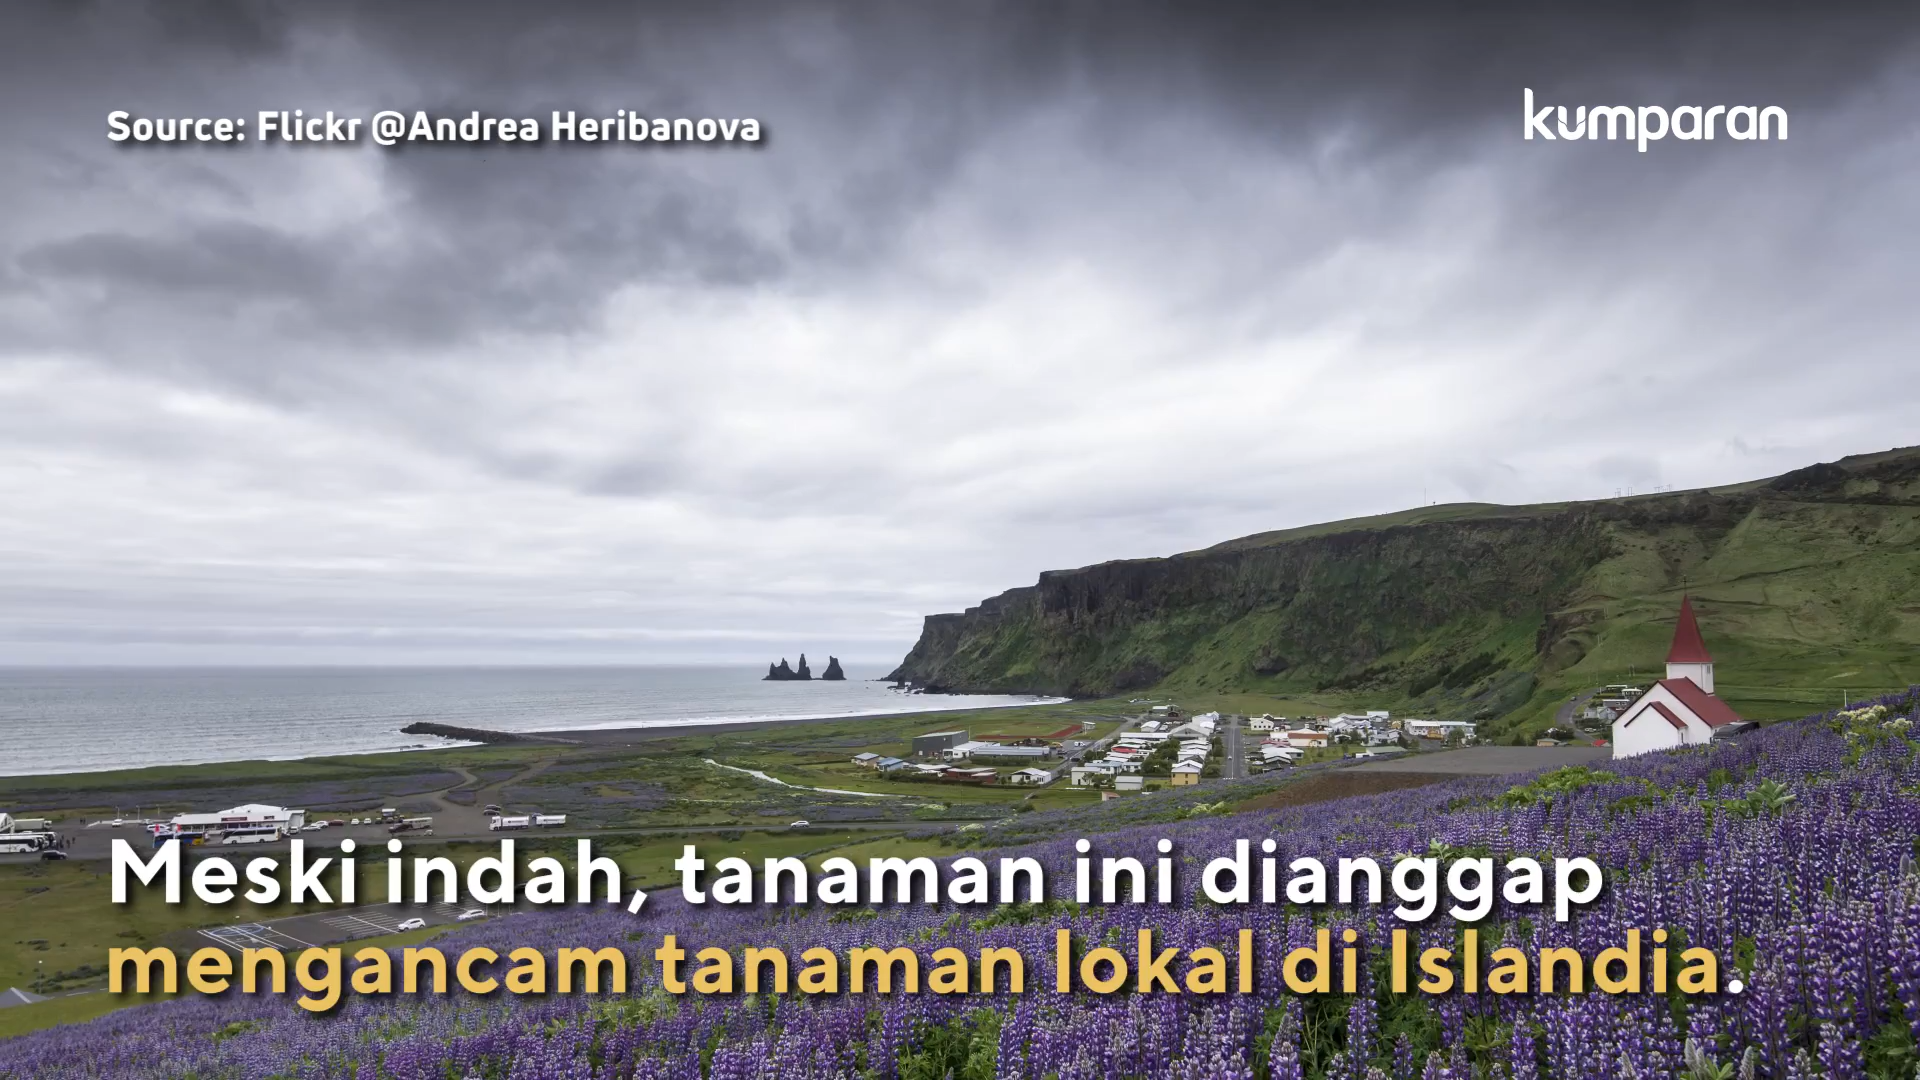 Source: Flickr @Andrea Heribanova
kumparan
Meski indah, tanaman ini dianggap
mengancam tanaman lokal di Islandia.